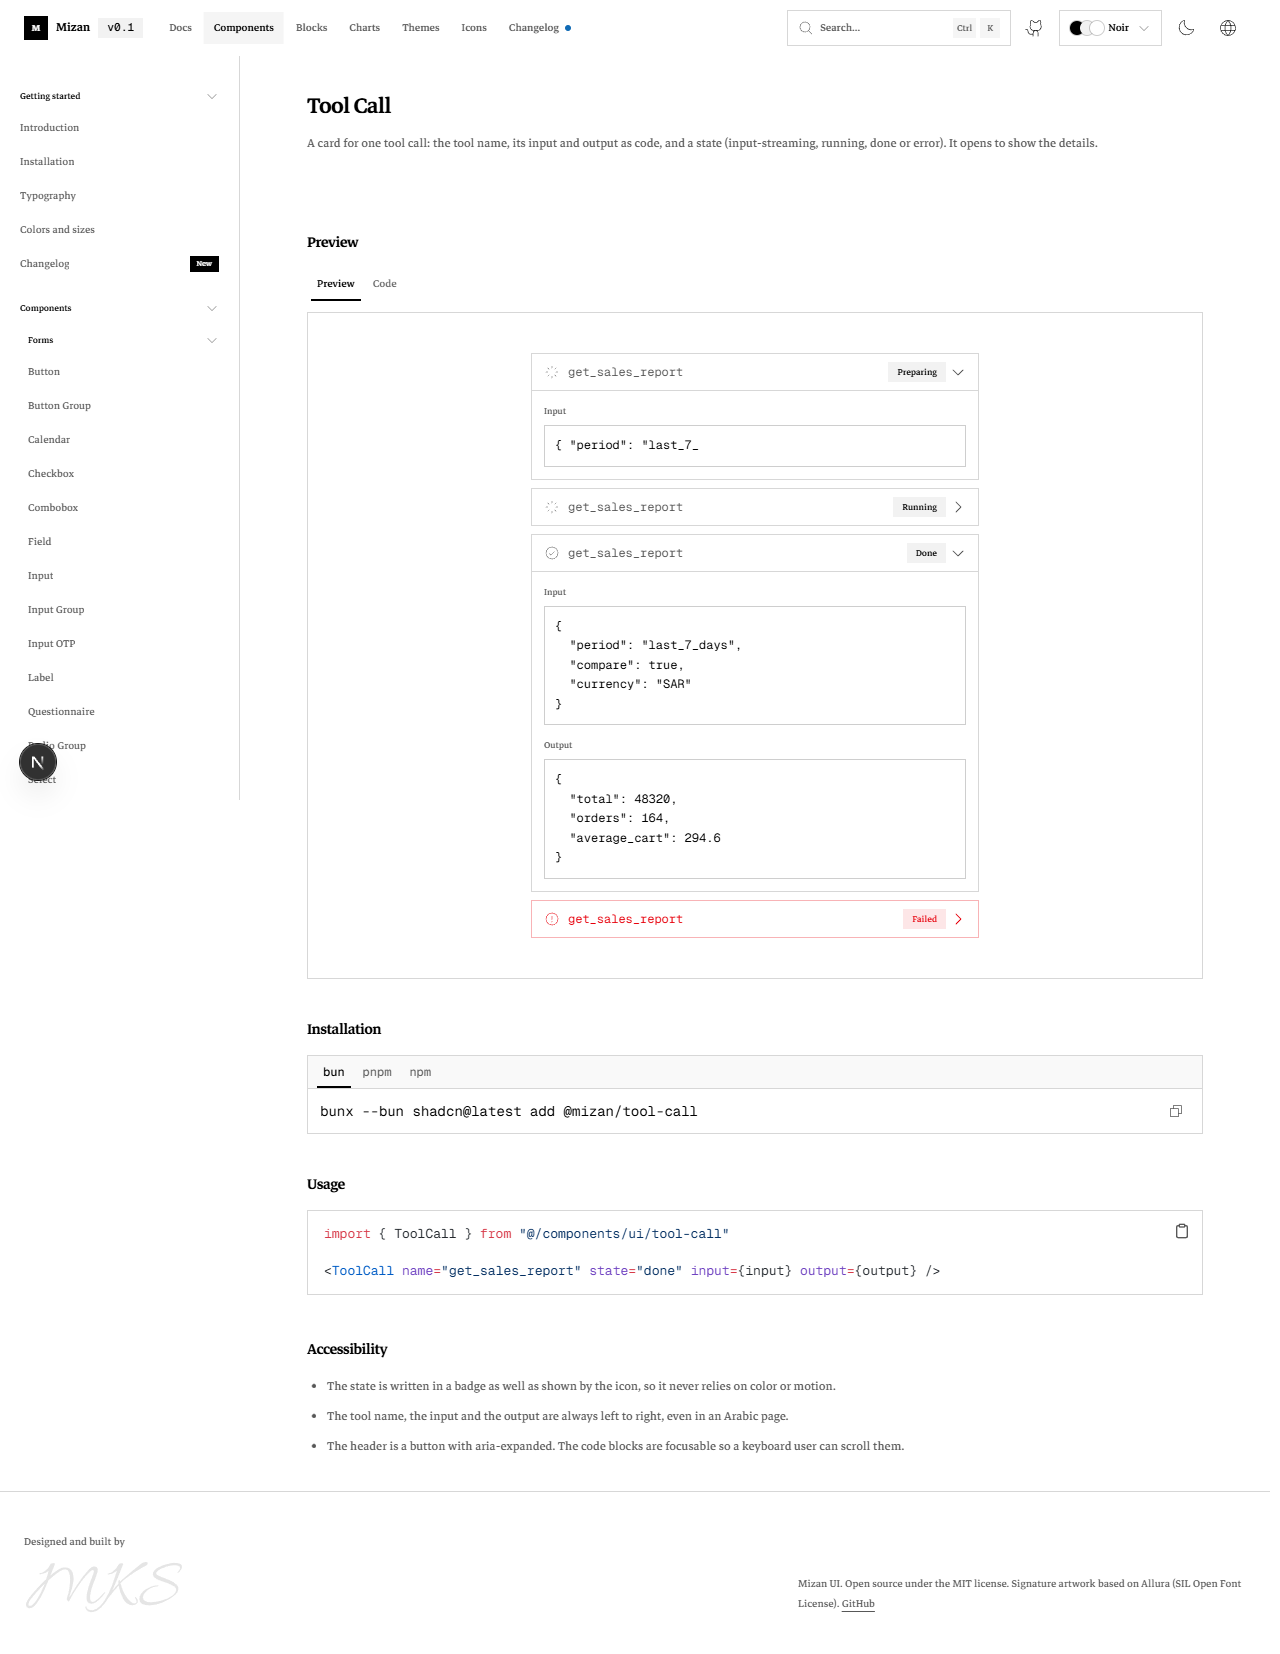 M Mizan v0.1 Docs Components Blocks Charts Themes Icons Changelog Search... Ctrl K Noir
Getting started
Introduction
Installation
Typography
Colors and sizes
Changelog New
Components
Forms
Button
Button Group
Calendar
Checkbox
Combobox
Field
Input
Input Group
Input OTP
Label
Questionnaire
Radio Group
Select
N
Tool Call
A card for one tool call: the tool name, its input and output as code, and a state (input-streaming, running, done or error). It opens to show the details.
Preview
Preview Code
get_sales_report Preparing
Input
{ "period": "last_7_
get_sales_report Running
get_sales_report Done
Input
{
"period": "last_7_days",
"compare": true,
"currency": "SAR"
}
Output
{
"total": 48320,
"orders": 164,
"average_cart": 294.6
}
get_sales_report Failed
Installation
bun pnpm npm
bunx --bun shadcn@latest add @mizan/tool-call
Usage
import { ToolCall } from "@/components/ui/tool-call"
<ToolCall name="get_sales_report" state="done" input={input} output={output} />
Accessibility
• The state is written in a badge as well as shown by the icon, so it never relies on color or motion.
• The tool name, the input and the output are always left to right, even in an Arabic page.
• The header is a button with aria-expanded. The code blocks are focusable so a keyboard user can scroll them.
Designed and built by
MKS
Mizan UI. Open source under the MIT license. Signature artwork based on Allura (SIL Open Font
License). GitHub